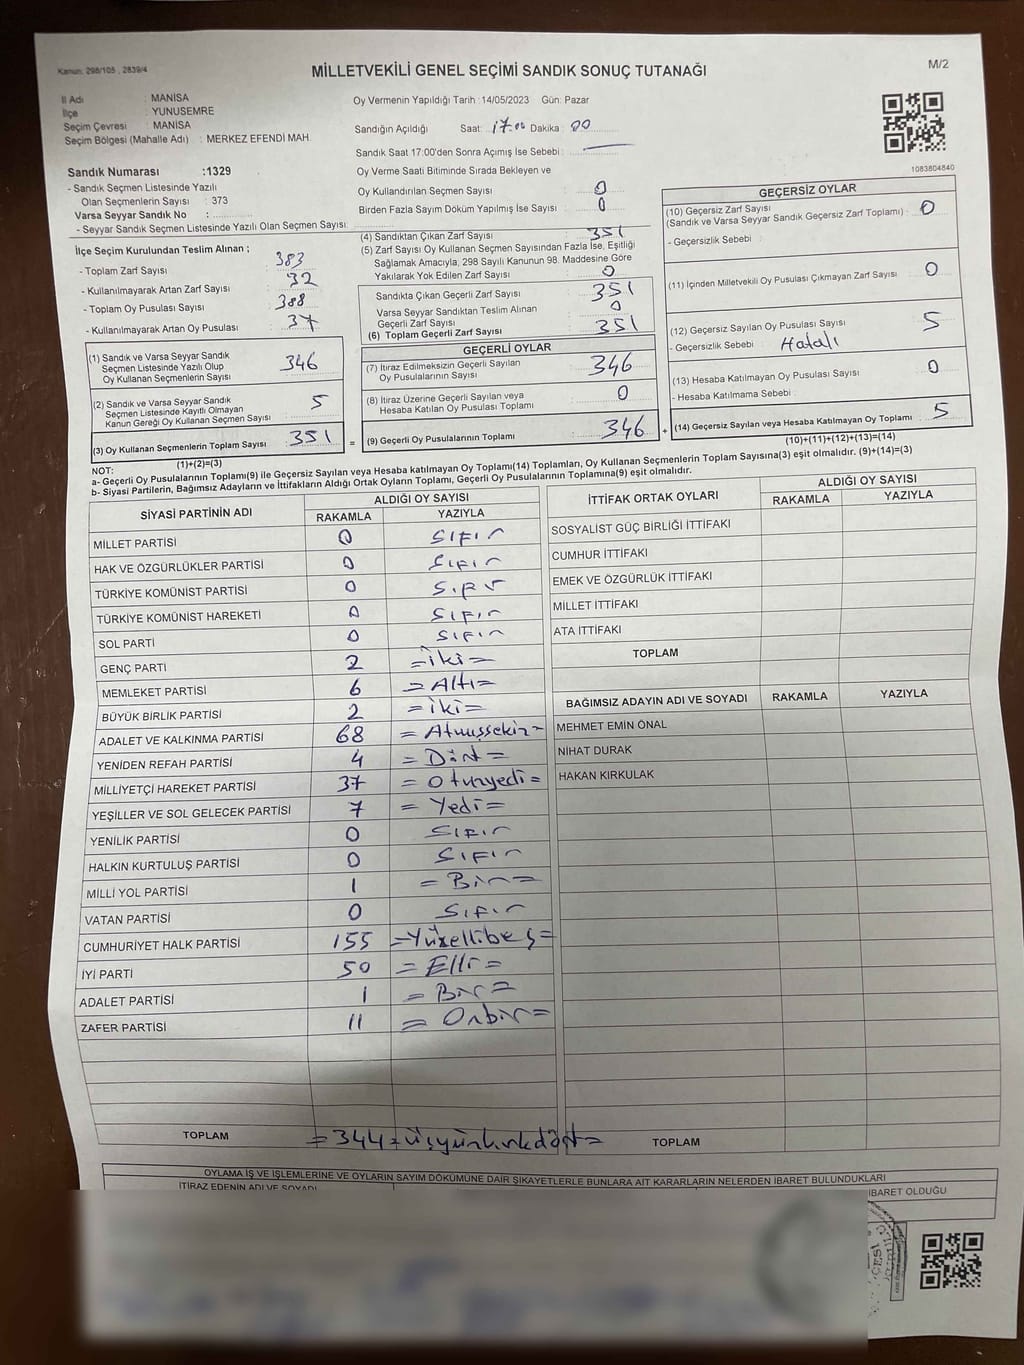 Kanun: 298/105 , 2839/4
MİLLETVEKİLİ GENEL SEÇİMİ SANDIK SONUÇ TUTANAĞI
M/2
İl Adı : MANİSA
İlçe : YUNUSEMRE
Seçim Çevresi : MANİSA
Seçim Bölgesi (Mahalle Adı) : MERKEZ EFENDİ MAH.
Oy Vermenin Yapıldığı Tarih :14/05/2023 Gün: Pazar
Sandığın Açıldığı Saat: 17.00 Dakika 00
Sandık Saat 17:00'den Sonra Açımış İse Sebebi :
1083804840
Sandık Numarası :1329
- Sandık Seçmen Listesinde Yazılı
Olan Seçmenlerin Sayısı : 373
Varsa Seyyar Sandık No :
- Seyyar Sandık Seçmen Listesinde Yazılı Olan Seçmen Sayısı:
Oy Verme Saati Bitiminde Sırada Bekleyen ve
Oy Kullandırılan Seçmen Sayısı : 0
Birden Fazla Sayım Döküm Yapılmış İse Sayısı : 0
İlçe Seçim Kurulundan Teslim Alınan ;
- Toplam Zarf Sayısı : 383
- Kullanılmayarak Artan Zarf Sayısı : 32
- Toplam Oy Pusulası Sayısı : 388
- Kullanılmayarak Artan Oy Pusulası : 37
(4) Sandıktan Çıkan Zarf Sayısı : 351
(5) Zarf Sayısı Oy Kullanan Seçmen Sayısından Fazla İse, Eşitliği
Sağlamak Amacıyla, 298 Sayılı Kanunun 98. Maddesine Göre
Yakılarak Yok Edilen Zarf Sayısı : 0
Sandıkta Çıkan Geçerli Zarf Sayısı : 351
Varsa Seyyar Sandıktan Teslim Alınan
Geçerli Zarf Sayısı : 0
(6) Toplam Geçerli Zarf Sayısı : 351
GEÇERSİZ OYLAR
(10) Geçersiz Zarf Sayısı
(Sandık ve Varsa Seyyar Sandık Geçersiz Zarf Toplamı) : 0
- Geçersizlik Sebebi :
(11) İçinden Milletvekili Oy Pusulası Çıkmayan Zarf Sayısı 0
(12) Geçersiz Sayılan Oy Pusulası Sayısı : 5
- Geçersizlik Sebebi : Hatalı
(13) Hesaba Katılmayan Oy Pusulası Sayısı : 0
- Hesaba Katılmama Sebebi :
(14) Geçersiz Sayılan veya Hesaba Katılmayan Oy Toplamı : 5
(10)+(11)+(12)+(13)=(14)
(1) Sandık ve Varsa Seyyar Sandık
Seçmen Listesinde Yazılı Olup
Oy Kullanan Seçmenlerin Sayısı : 346
(2) Sandık ve Varsa Seyyar Sandık
Seçmen Listesinde Kayıtlı Olmayan
Kanun Gereği Oy Kullanan Seçmen Sayısı : 5
(3) Oy Kullanan Seçmenlerin Toplam Sayısı : 351
(1)+(2)=(3)
GEÇERLİ OYLAR
(7) İtiraz Edilmeksizin Geçerli Sayılan
Oy Pusulalarının Sayısı : 346
(8) İtiraz Üzerine Geçerli Sayılan veya
Hesaba Katılan Oy Pusulası Toplamı : 0
(9) Geçerli Oy Pusulalarının Toplamı : 346
NOT:
a- Geçerli Oy Pusulalarının Toplamı(9) ile Geçersiz Sayılan veya Hesaba katılmayan Oy Toplamı(14) Toplamları, Oy Kullanan Seçmenlerin Toplam Sayısına(3) eşit olmalıdır. (9)+(14)=(3)
b- Siyasi Partilerin, Bağımsız Adayların ve İttifakların Aldığı Ortak Oyların Toplamı, Geçerli Oy Pusulalarının Toplamına(9) eşit olmalıdır.
SİYASİ PARTİNİN ADI ALDIĞI OY SAYISI
RAKAMLA YAZIYLA
MİLLET PARTİSİ 0 Sıfır
HAK VE ÖZGÜRLÜKLER PARTİSİ 0 Sıfır
TÜRKİYE KOMÜNİST PARTİSİ 0 Sıfır
TÜRKİYE KOMÜNİST HAREKETİ 0 Sıfır
SOL PARTİ 0 Sıfır
GENÇ PARTİ 2 =iki=
MEMLEKET PARTİSİ 6 =Altı=
BÜYÜK BİRLİK PARTİSİ 2 =iki=
ADALET VE KALKINMA PARTİSİ 68 =Atmışsekiz=
YENİDEN REFAH PARTİSİ 4 =Dört=
MİLLİYETÇİ HAREKET PARTİSİ 37 =Otuzyedi=
YEŞİLLER VE SOL GELECEK PARTİSİ 7 =Yedi=
YENİLİK PARTİSİ 0 Sıfır
HALKIN KURTULUŞ PARTİSİ 0 Sıfır
MİLLİ YOL PARTİSİ 1 =Bir=
VATAN PARTİSİ 0 Sıfır
CUMHURİYET HALK PARTİSİ 155 =Yüzellibeş=
İYİ PARTİ 50 =Elli=
ADALET PARTİSİ 1 =Bir=
ZAFER PARTİSİ 11 =Onbir=
TOPLAM =344=üçyüzkırkdört=
İTTİFAK ORTAK OYLARI ALDIĞI OY SAYISI
RAKAMLA YAZIYLA
SOSYALİST GÜÇ BİRLİĞİ İTTİFAKI
CUMHUR İTTİFAKI
EMEK VE ÖZGÜRLÜK İTTİFAKI
MİLLET İTTİFAKI
ATA İTTİFAKI
TOPLAM
BAĞIMSIZ ADAYIN ADI VE SOYADI RAKAMLA YAZIYLA
MEHMET EMİN ÖNAL
NİHAT DURAK
HAKAN KIRKULAK
TOPLAM
OYLAMA İŞ VE İŞLEMLERİNE VE OYLARIN SAYIM DÖKÜMÜNE DAİR ŞİKAYETLERLE BUNLARA AİT KARARLARIN NELERDEN İBARET BULUNDUKLARI
İTİRAZ EDENİN ADI VE SOYADI
İBARET OLDUĞU